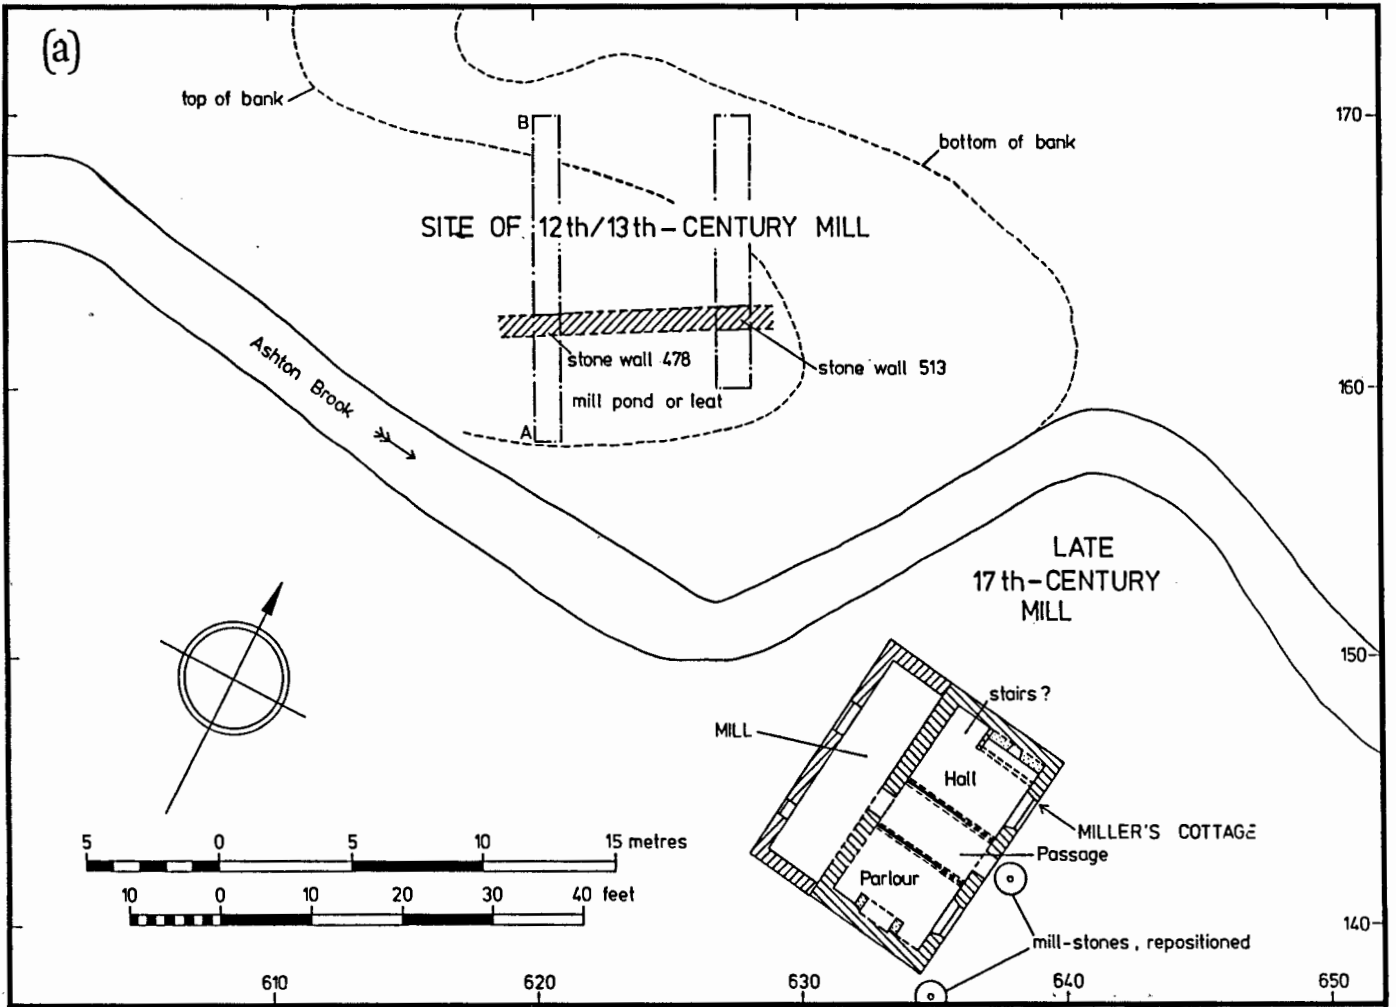 (a)
top of bank
B
170
bottom of bank
SITE OF 12th/13th-CENTURY MILL
stone wall 478
stone wall 513
Ashton Brook
mill pond or leat
160
A
LATE
17th-CENTURY
MILL
150
stairs?
MILL
Hall
MILLER'S COTTAGE
Passage
Parlour
5 0 5 10 15 metres
10 0 10 20 30 40 feet
140
mill-stones, repositioned
610 620 630 640 650